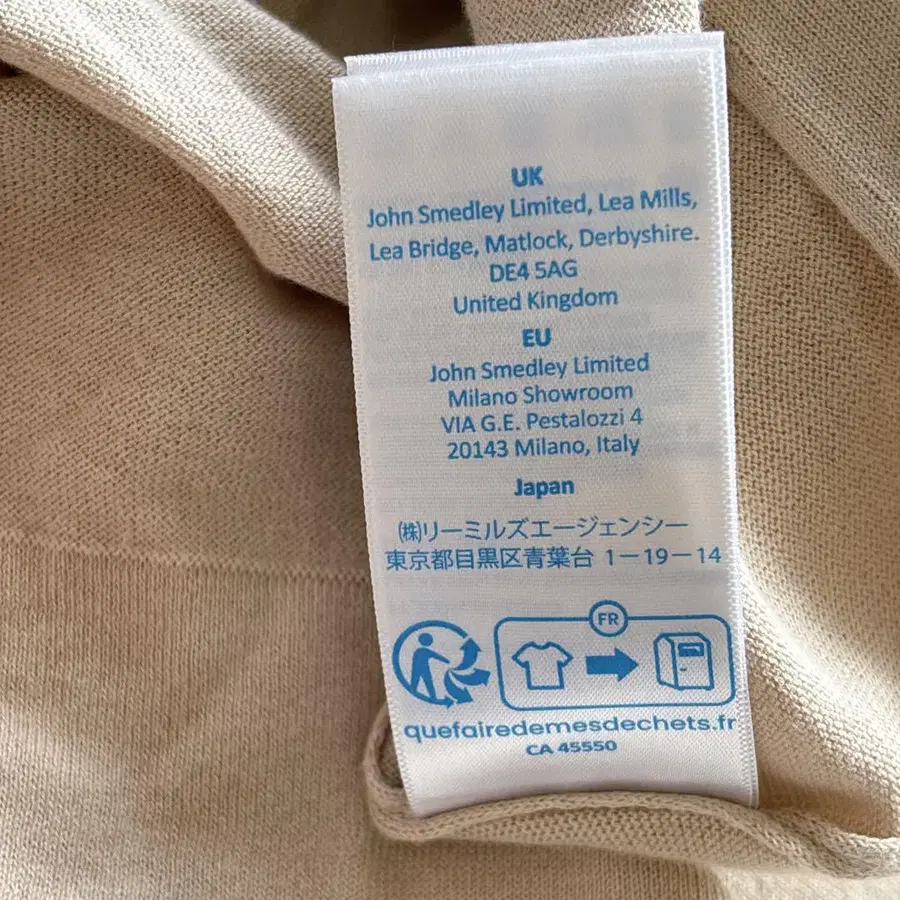 UK
John Smedley Limited, Lea Mills,
Lea Bridge, Matlock, Derbyshire.
DE4 5AG
United Kingdom
EU
John Smedley Limited
Milano Showroom
VIA G.E. Pestalozzi 4
20143 Milano, Italy
Japan
㈱リーミルズエージェンシー
東京都目黒区青葉台 1－19－14
FR
quefairedemesdechets.fr
CA 45550